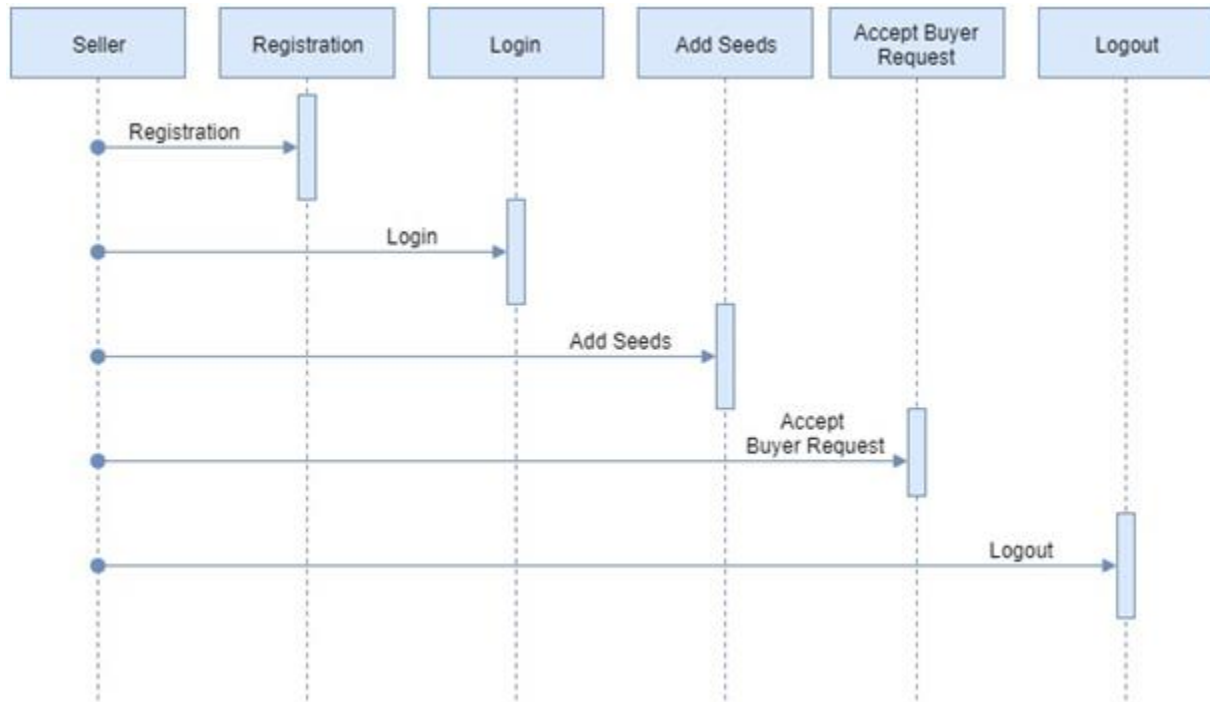 Seller
Registration
Login
Add Seeds
Accept Buyer
Request
Logout
Registration
Login
Add Seeds
Accept
Buyer Request
Logout